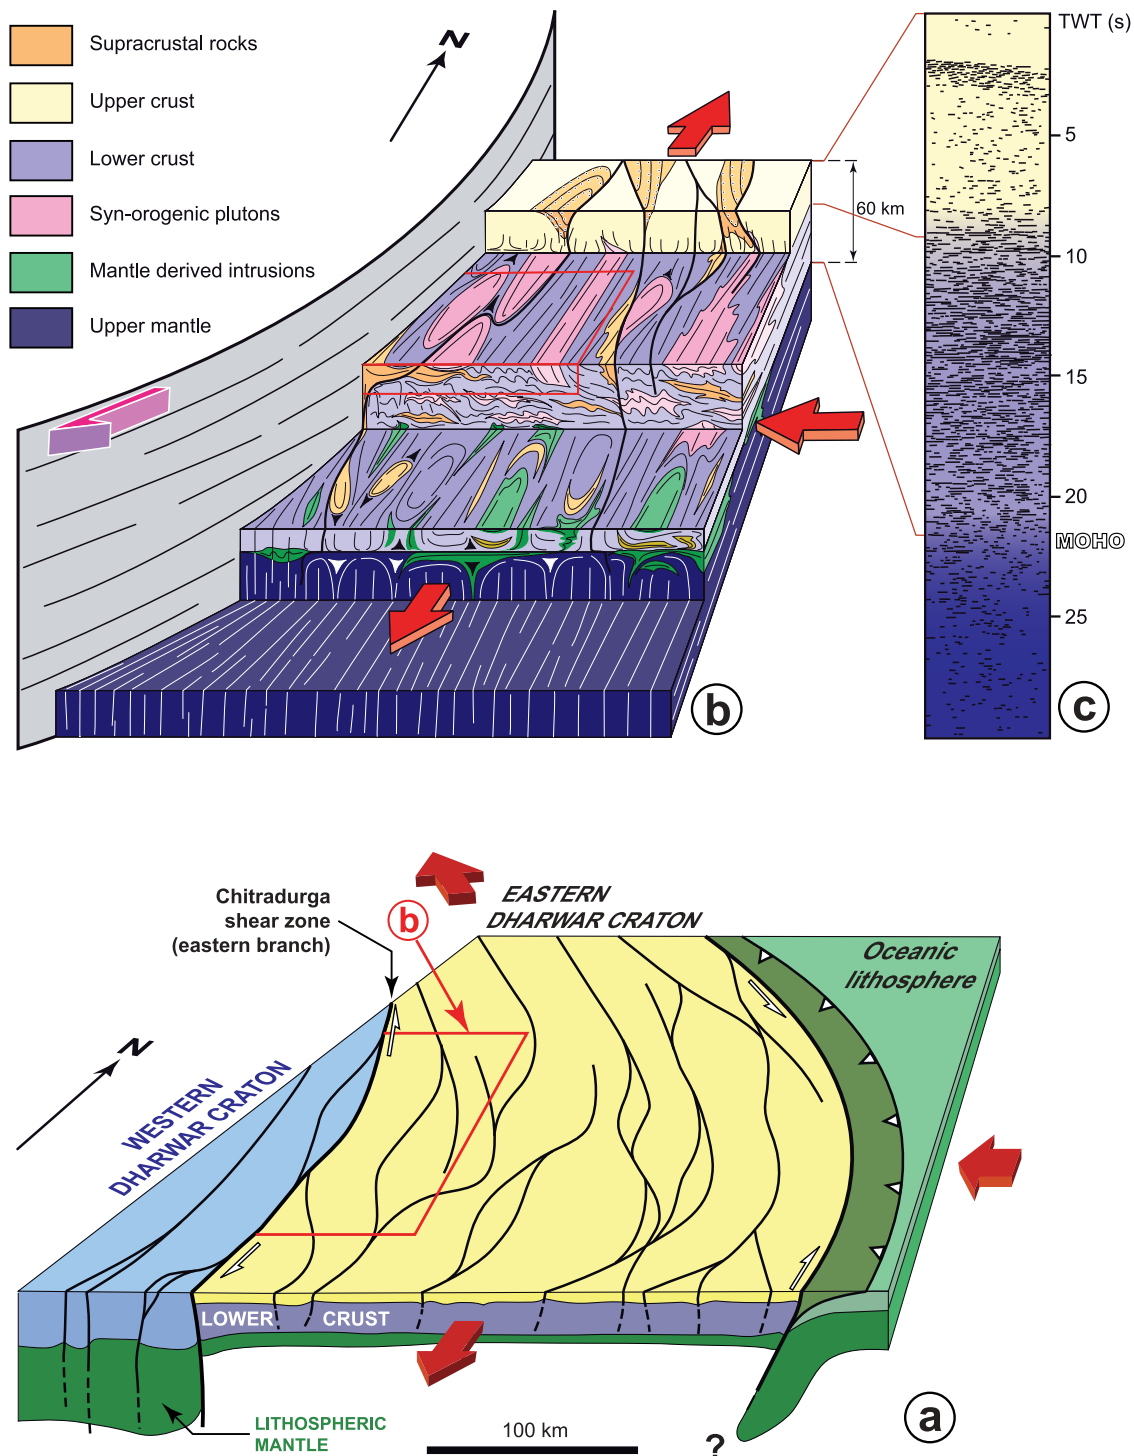 Supracrustal rocks
Upper crust
Lower crust
Syn-orogenic plutons
Mantle derived intrusions
Upper mantle
N
60 km
b
TWT (s)
5
10
15
20
MOHO
25
c
Chitradurga
shear zone
(eastern branch)
b
EASTERN
DHARWAR CRATON
Oceanic
lithosphere
N
WESTERN
DHARWAR CRATON
LOWER CRUST
LITHOSPHERIC
MANTLE
100 km
?
a